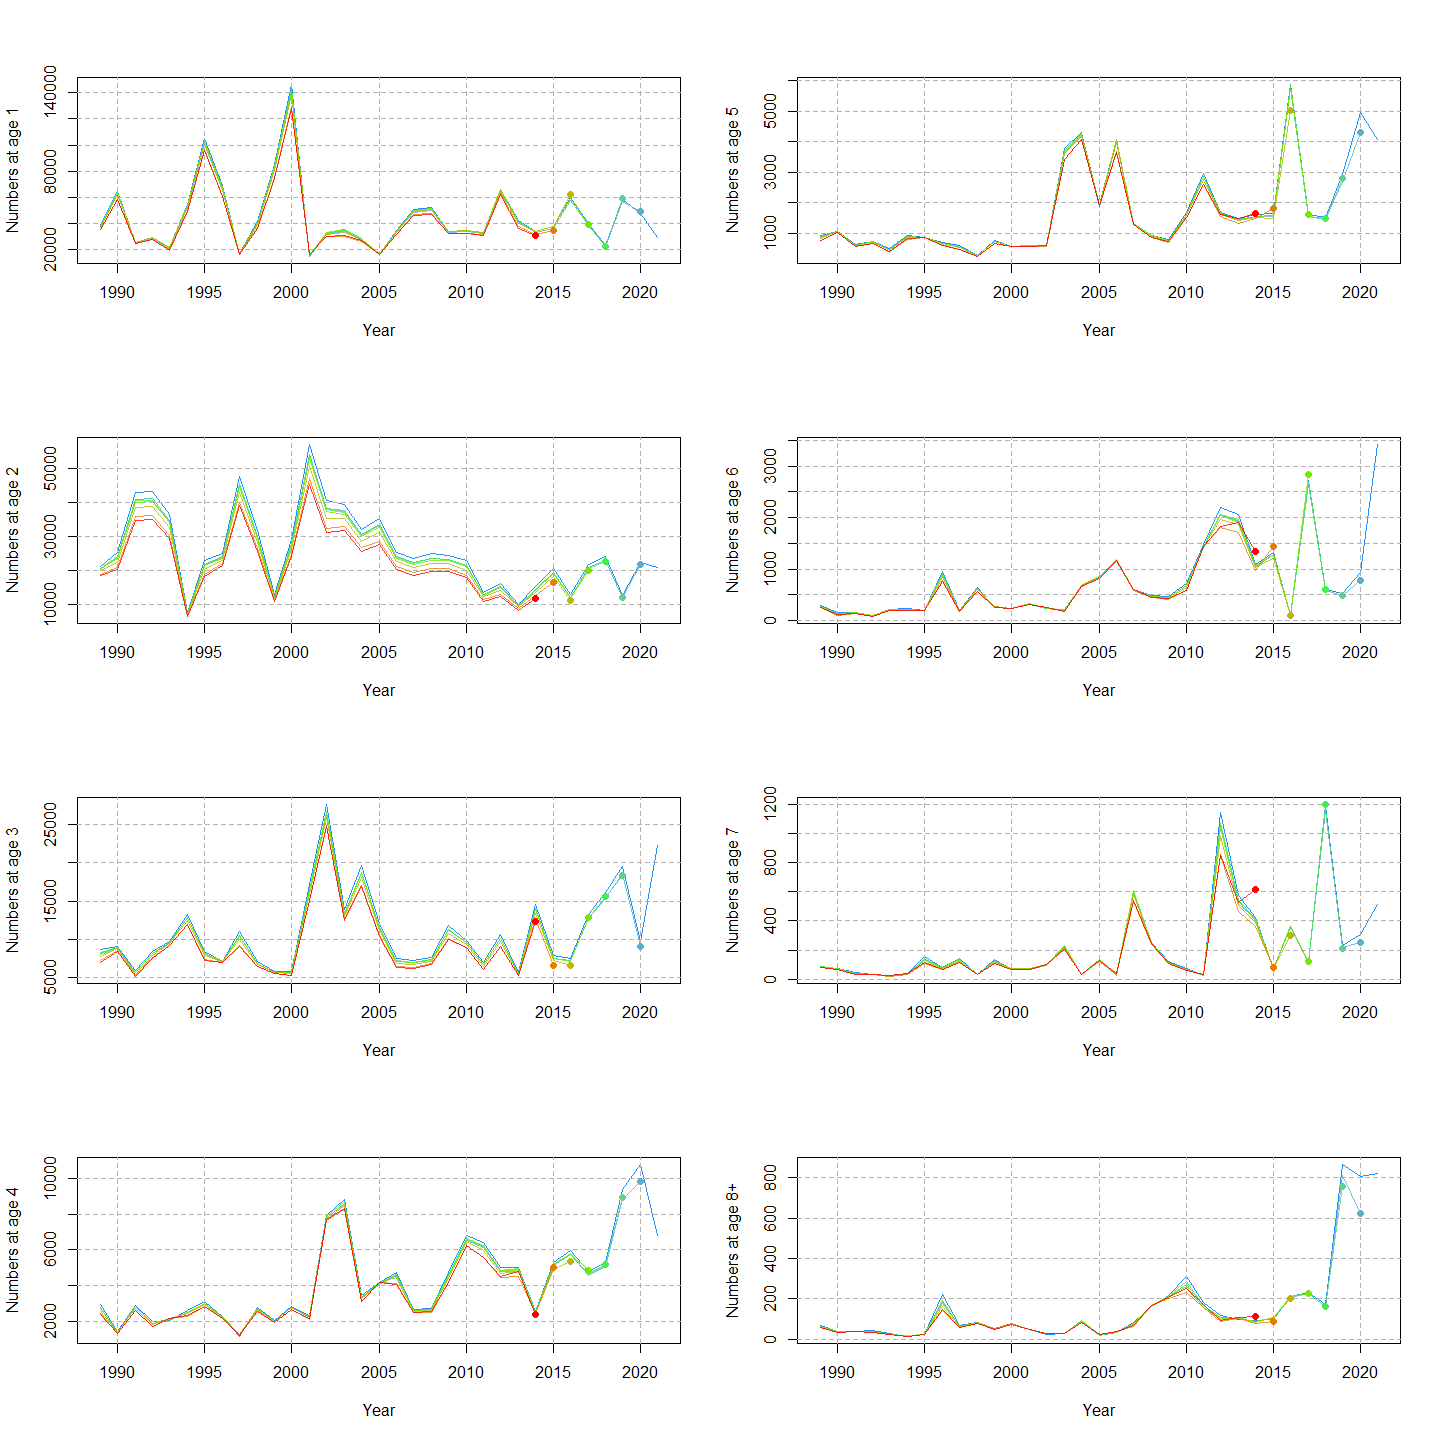 Numbers at age 1
20000 80000 140000
1990 1995 2000 2005 2010 2015 2020
Year
Numbers at age 5
1000 3000 5000
1990 1995 2000 2005 2010 2015 2020
Year
Numbers at age 2
10000 30000 50000
1990 1995 2000 2005 2010 2015 2020
Year
Numbers at age 6
0 1000 2000 3000
1990 1995 2000 2005 2010 2015 2020
Year
Numbers at age 3
5000 15000 25000
1990 1995 2000 2005 2010 2015 2020
Year
Numbers at age 7
0 400 800 1200
1990 1995 2000 2005 2010 2015 2020
Year
Numbers at age 4
2000 6000 10000
1990 1995 2000 2005 2010 2015 2020
Year
Numbers at age 8+
0 200 400 600 800
1990 1995 2000 2005 2010 2015 2020
Year